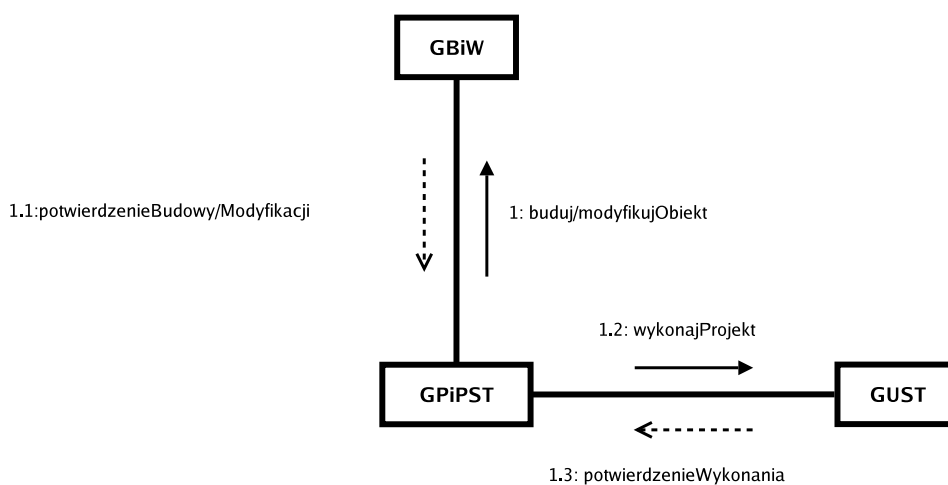 GBiW
1.1:potwierdzenieBudowy/Modyfikacji
1: buduj/modyfikujObiekt
1.2: wykonajProjekt
GPiPST
GUST
1.3: potwierdzenieWykonania